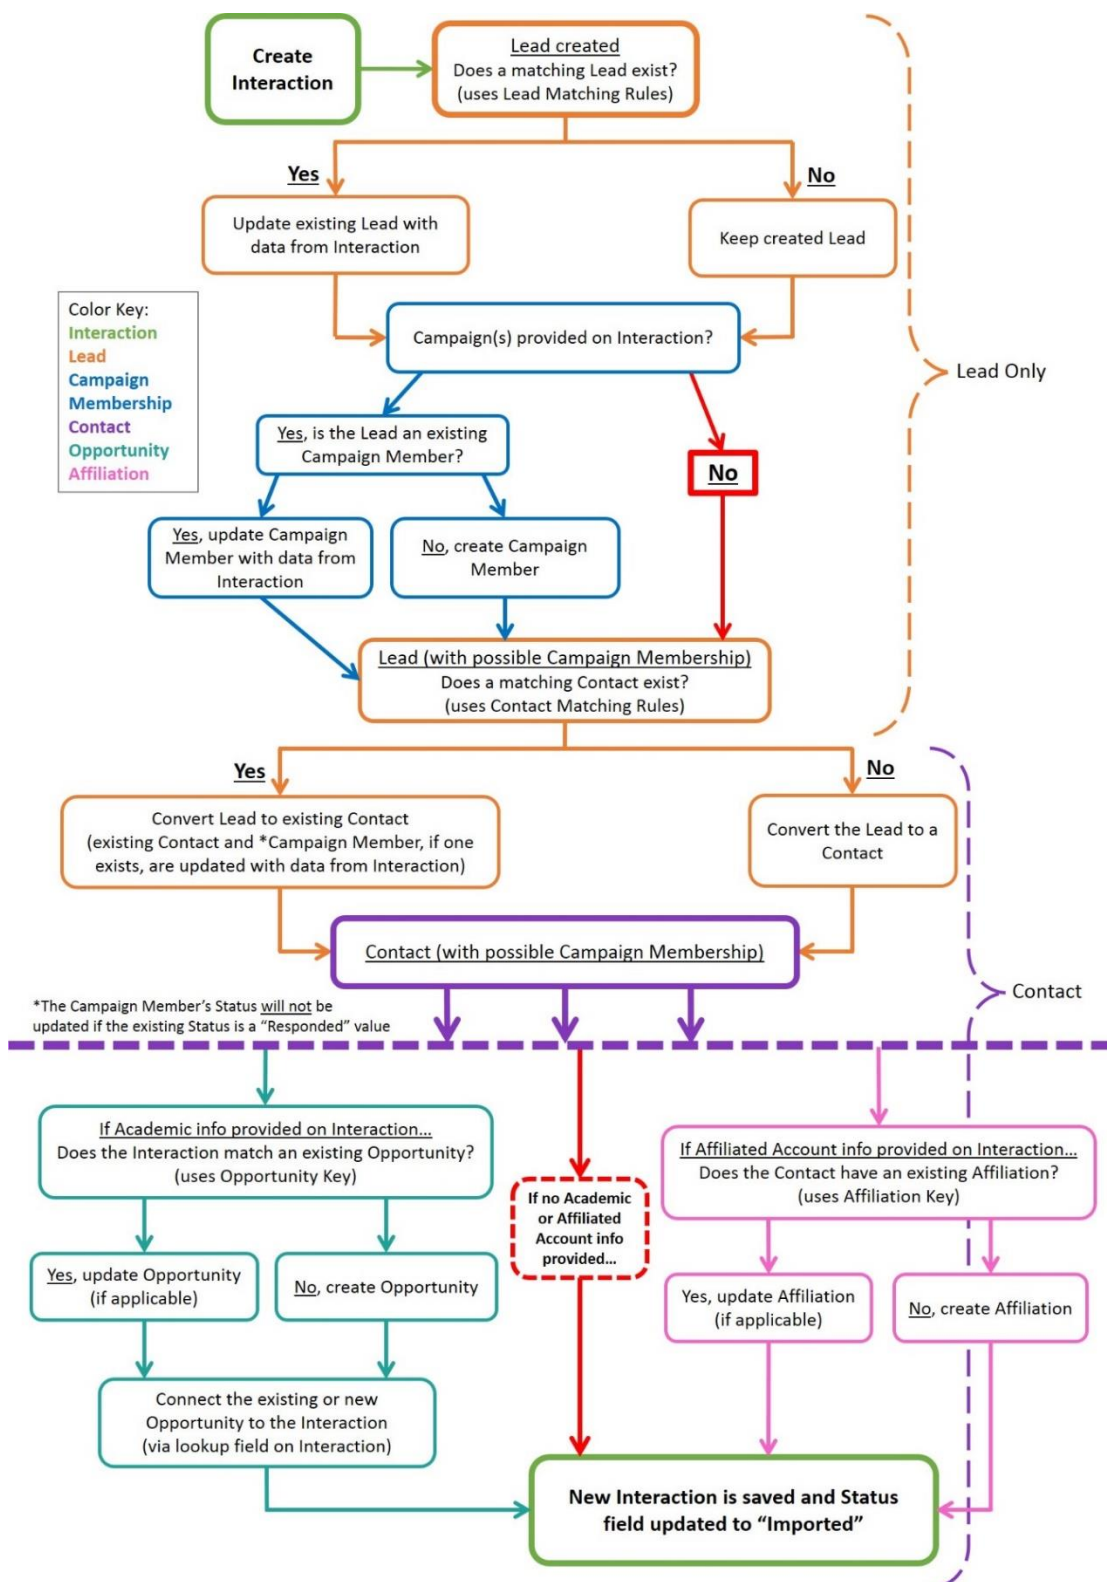 Create
Interaction
Lead created
Does a matching Lead exist?
(uses Lead Matching Rules)
Yes
No
Update existing Lead with
data from Interaction
Keep created Lead
Color Key:
Interaction
Lead
Campaign
Membership
Contact
Opportunity
Affiliation
Campaign(s) provided on Interaction?
Lead Only
Yes, is the Lead an existing
Campaign Member?
No
Yes, update Campaign
Member with data from
Interaction
No, create Campaign
Member
Lead (with possible Campaign Membership)
Does a matching Contact exist?
(uses Contact Matching Rules)
Yes
No
Convert Lead to existing Contact
(existing Contact and *Campaign Member, if one
exists, are updated with data from Interaction)
Convert the Lead to a
Contact
Contact (with possible Campaign Membership)
Contact
*The Campaign Member's Status will not be
updated if the existing Status is a “Responded” value
If Academic info provided on Interaction...
Does the Interaction match an existing Opportunity?
(uses Opportunity Key)
If no Academic
or Affiliated
Account info
provided...
If Affiliated Account info provided on Interaction...
Does the Contact have an existing Affiliation?
(uses Affiliation Key)
Yes, update Opportunity
(if applicable)
No, create Opportunity
Yes, update Affiliation
(if applicable)
No, create Affiliation
Connect the existing or new
Opportunity to the Interaction
(via lookup field on Interaction)
New Interaction is saved and Status
field updated to “Imported”